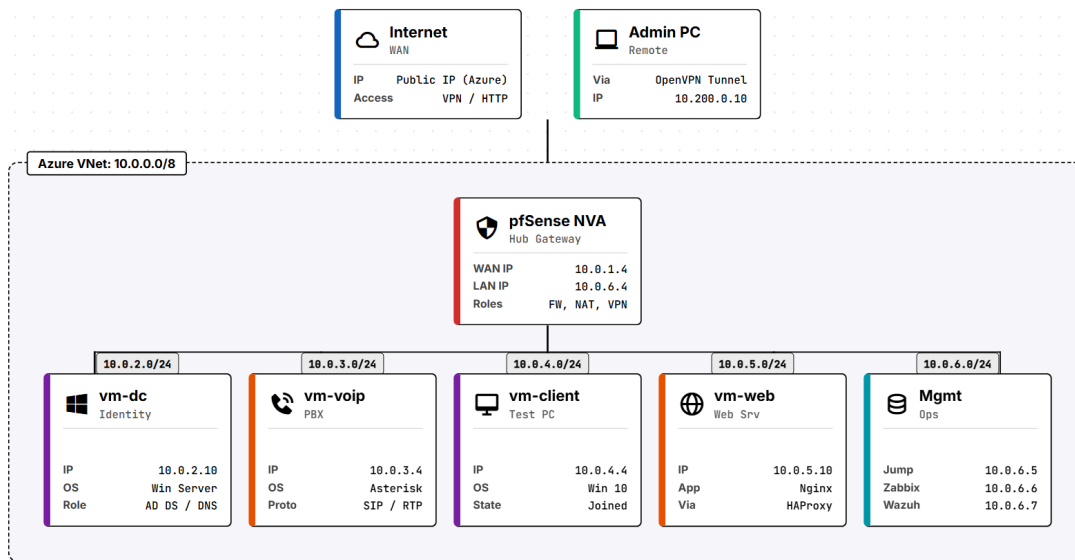 Internet
WAN
IP Public IP (Azure)
Access VPN / HTTP
Admin PC
Remote
Via OpenVPN Tunnel
IP 10.200.0.10
Azure VNet: 10.0.0.0/8
pfSense NVA
Hub Gateway
WAN IP 10.0.1.4
LAN IP 10.0.6.4
Roles FW, NAT, VPN
10.0.2.0/24
vm-dc
Identity
IP 10.0.2.10
OS Win Server
Role AD DS / DNS
10.0.3.0/24
vm-voip
PBX
IP 10.0.3.4
OS Asterisk
Proto SIP / RTP
10.0.4.0/24
vm-client
Test PC
IP 10.0.4.4
OS Win 10
State Joined
10.0.5.0/24
vm-web
Web Srv
IP 10.0.5.10
App Nginx
Via HAProxy
10.0.6.0/24
Mgmt
Ops
Jump 10.0.6.5
Zabbix 10.0.6.6
Wazuh 10.0.6.7